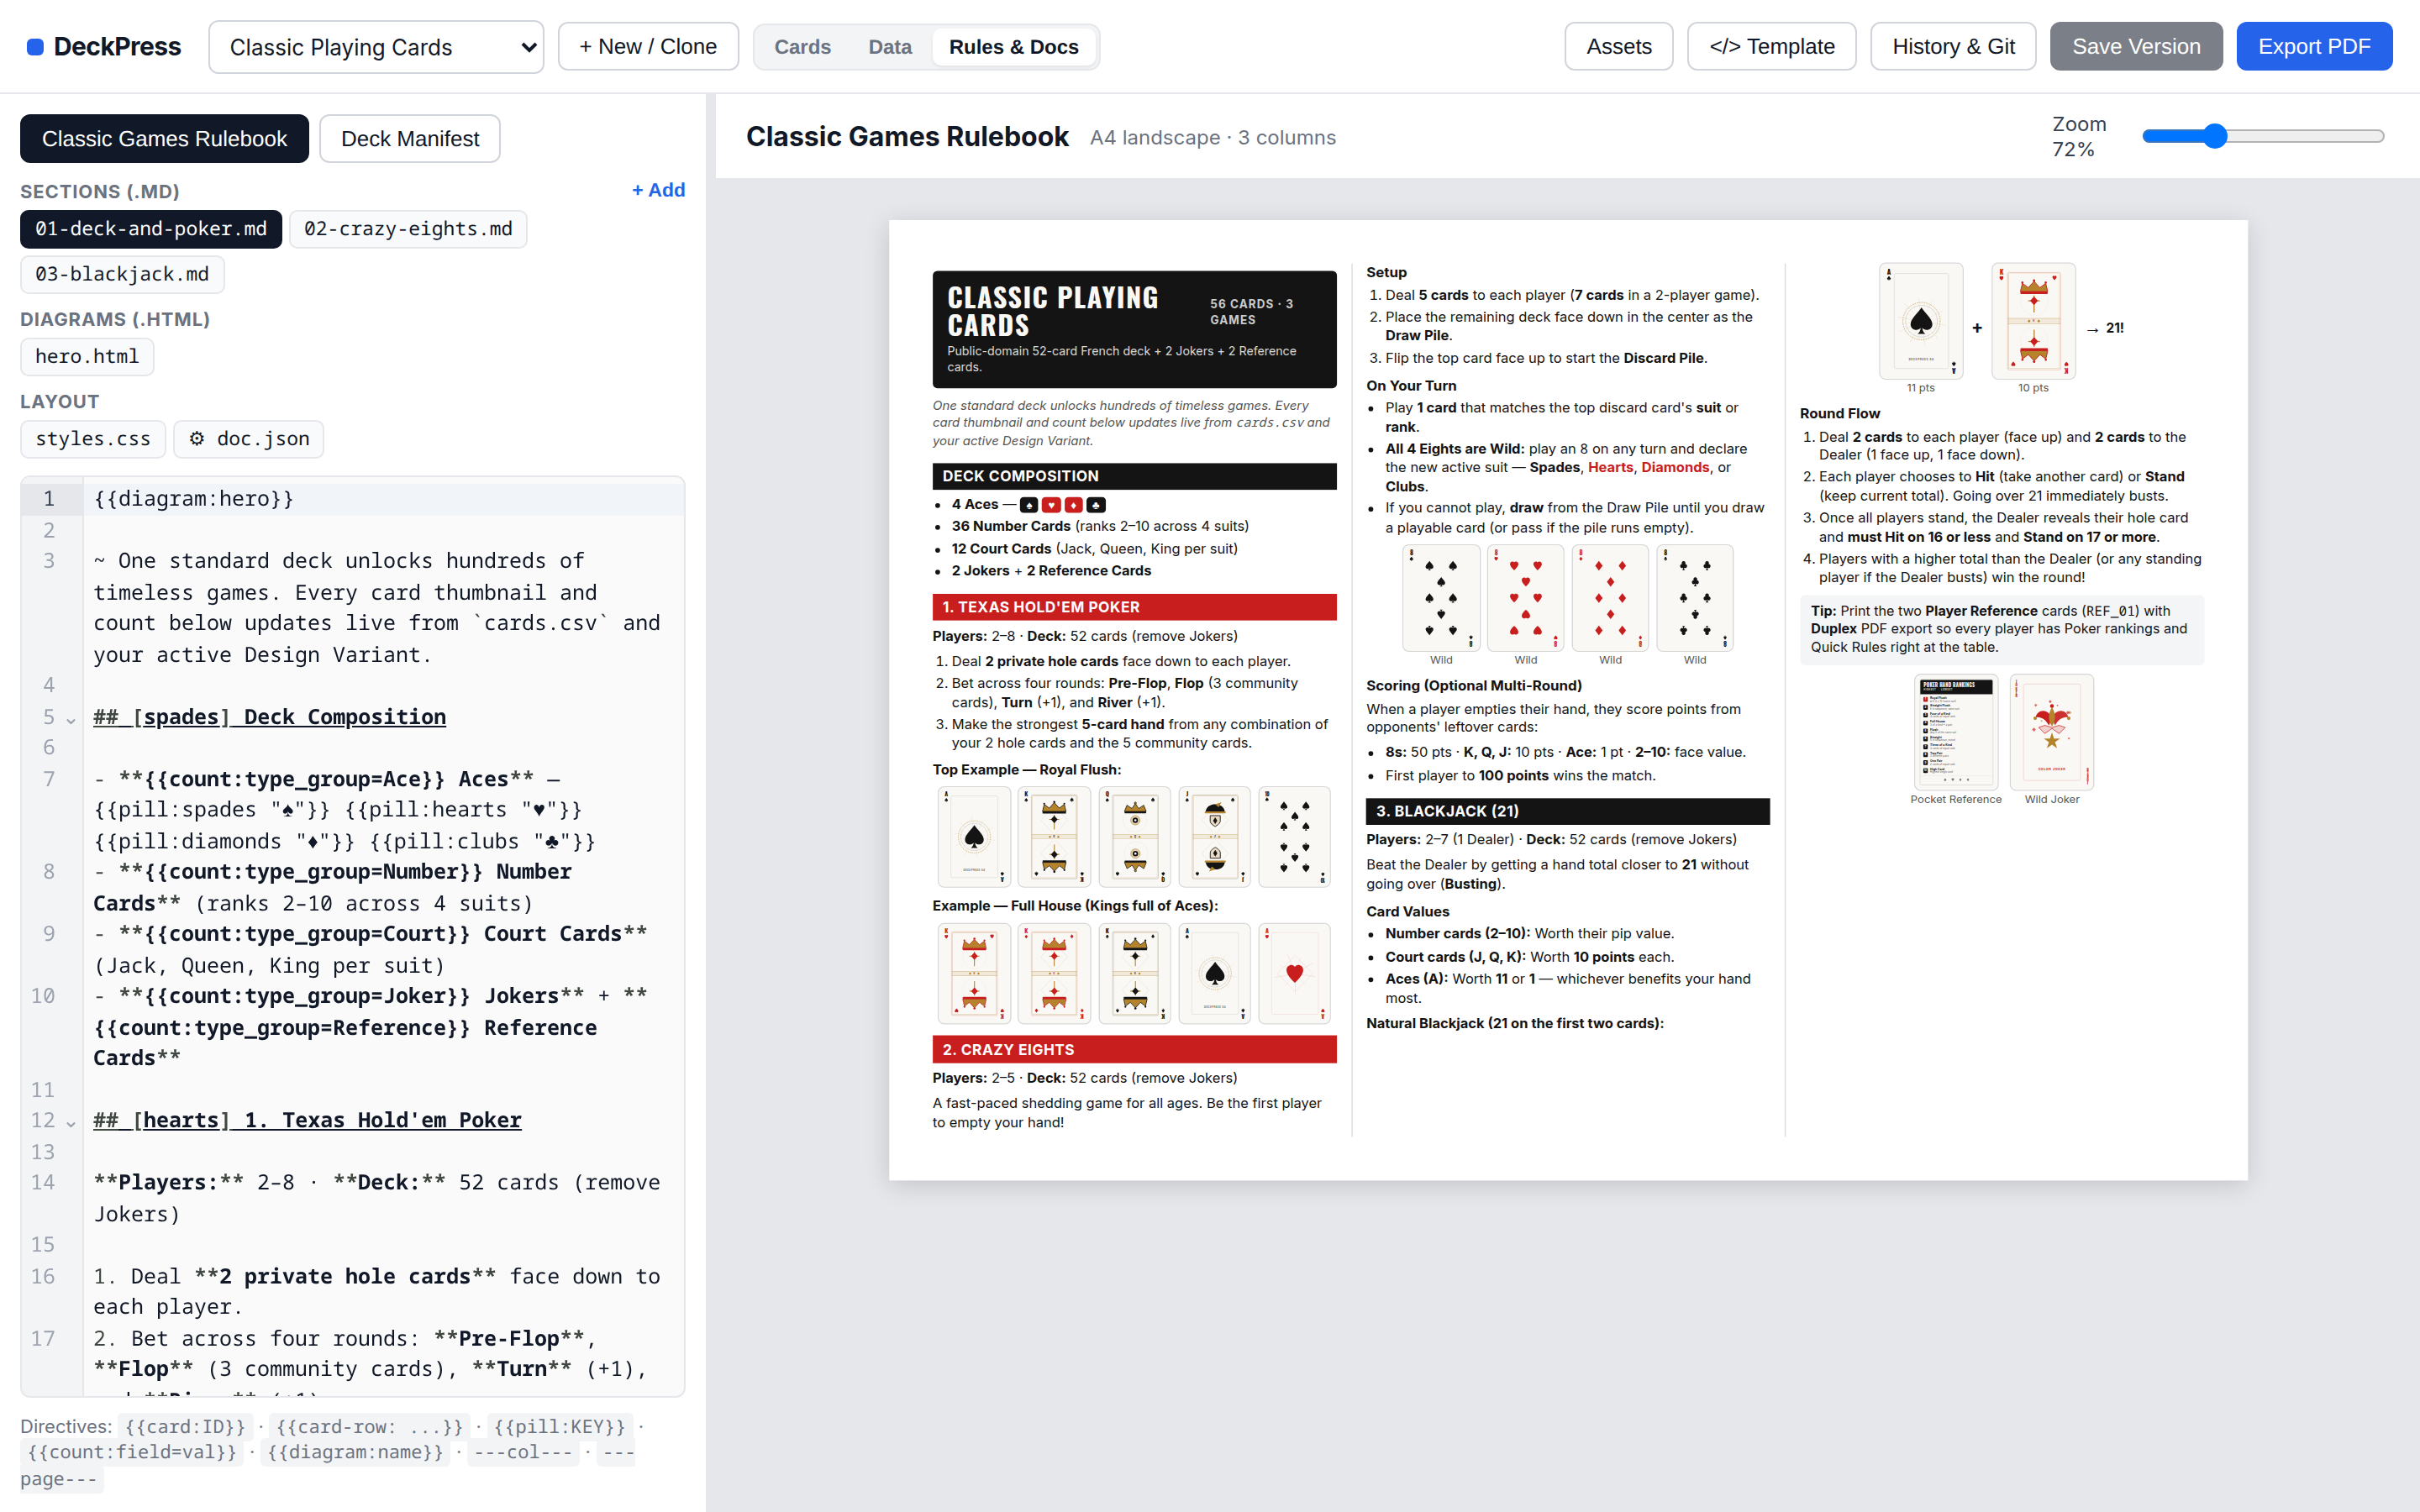 DeckPress
Classic Playing Cards
+ New / Clone
Cards
Data
Rules & Docs
Assets
</> Template
History & Git
Save Version
Export PDF
Classic Games Rulebook
Deck Manifest
SECTIONS (.MD)
+ Add
01-deck-and-poker.md
02-crazy-eights.md
03-blackjack.md
DIAGRAMS (.HTML)
hero.html
LAYOUT
styles.css
⚙ doc.json
1 {{diagram:hero}}
2
3 ~ One standard deck unlocks hundreds of
timeless games. Every card thumbnail and
count below updates live from `cards.csv` and
your active Design Variant.
4
5 ## [spades] Deck Composition
6
7 - **{{count:type_group=Ace}} Aces** —
{{pill:spades "♠"}} {{pill:hearts "♥"}}
{{pill:diamonds "♦"}} {{pill:clubs "♣"}}
8 - **{{count:type_group=Number}} Number
Cards** (ranks 2–10 across 4 suits)
9 - **{{count:type_group=Court}} Court Cards**
(Jack, Queen, King per suit)
10 - **{{count:type_group=Joker}} Jokers** + **
{{count:type_group=Reference}} Reference
Cards**
11
12 ## [hearts] 1. Texas Hold'em Poker
13
14 **Players:** 2–8 · **Deck:** 52 cards (remove
Jokers)
15
16 1. Deal **2 private hole cards** face down to
each player.
17 2. Bet across four rounds: **Pre-Flop**,
**Flop** (3 community cards), **Turn** (+1),
Directives: {{card:ID}} · {{card-row: ...}} · {{pill:KEY}} ·
{{count:field=val}} · {{diagram:name}} · ---col--- · ---
page---
Classic Games Rulebook
A4 landscape · 3 columns
Zoom
72%
CLASSIC PLAYING
CARDS
56 CARDS · 3
GAMES
Public-domain 52-card French deck + 2 Jokers + 2 Reference
cards.
One standard deck unlocks hundreds of timeless games. Every
card thumbnail and count below updates live from cards.csv and
your active Design Variant.
DECK COMPOSITION
• 4 Aces — ♠ ♥ ♦ ♣
• 36 Number Cards (ranks 2–10 across 4 suits)
• 12 Court Cards (Jack, Queen, King per suit)
• 2 Jokers + 2 Reference Cards
1. TEXAS HOLD'EM POKER
Players: 2–8 · Deck: 52 cards (remove Jokers)
1. Deal 2 private hole cards face down to each player.
2. Bet across four rounds: Pre-Flop, Flop (3 community
cards), Turn (+1), and River (+1).
3. Make the strongest 5-card hand from any combination of
your 2 hole cards and the 5 community cards.
Top Example — Royal Flush:
A K Q J 10
Example — Full House (Kings full of Aces):
K K K A A
2. CRAZY EIGHTS
Players: 2–5 · Deck: 52 cards (remove Jokers)
A fast-paced shedding game for all ages. Be the first player
to empty your hand!
Setup
1. Deal 5 cards to each player (7 cards in a 2-player game).
2. Place the remaining deck face down in the center as the
Draw Pile.
3. Flip the top card face up to start the Discard Pile.
On Your Turn
• Play 1 card that matches the top discard card's suit or
rank.
• All 4 Eights are Wild: play an 8 on any turn and declare
the new active suit — Spades, Hearts, Diamonds, or
Clubs.
• If you cannot play, draw from the Draw Pile until you draw
a playable card (or pass if the pile runs empty).
8 8 8 8
Wild Wild Wild Wild
Scoring (Optional Multi-Round)
When a player empties their hand, they score points from
opponents' leftover cards:
• 8s: 50 pts · K, Q, J: 10 pts · Ace: 1 pt · 2–10: face value.
• First player to 100 points wins the match.
3. BLACKJACK (21)
Players: 2–7 (1 Dealer) · Deck: 52 cards (remove Jokers)
Beat the Dealer by getting a hand total closer to 21 without
going over (Busting).
Card Values
• Number cards (2–10): Worth their pip value.
• Court cards (J, Q, K): Worth 10 points each.
• Aces (A): Worth 11 or 1 — whichever benefits your hand
most.
Natural Blackjack (21 on the first two cards):
A + K → 21!
11 pts 10 pts
Round Flow
1. Deal 2 cards to each player (face up) and 2 cards to the
Dealer (1 face up, 1 face down).
2. Each player chooses to Hit (take another card) or Stand
(keep current total). Going over 21 immediately busts.
3. Once all players stand, the Dealer reveals their hole card
and must Hit on 16 or less and Stand on 17 or more.
4. Players with a higher total than the Dealer (or any standing
player if the Dealer busts) win the round!
Tip: Print the two Player Reference cards (REF_01) with
Duplex PDF export so every player has Poker rankings and
Quick Rules right at the table.
POKER HAND RANKINGS
COLOR JOKER
Pocket Reference Wild Joker